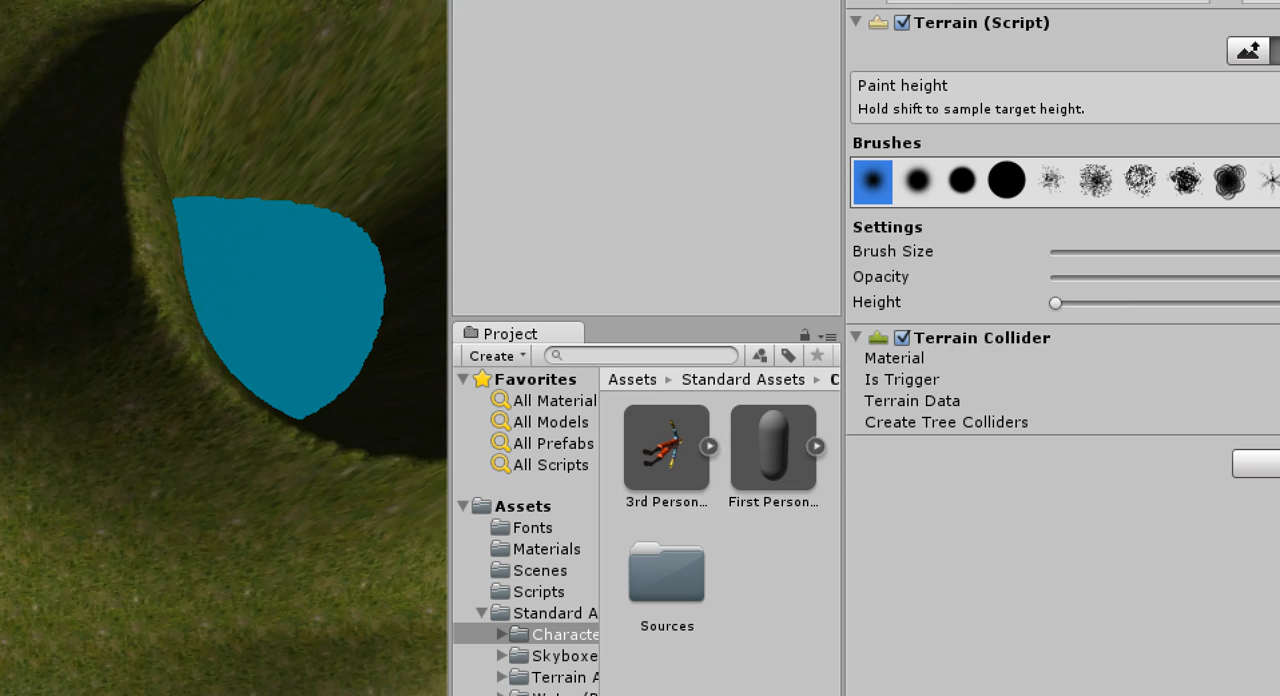 Terrain (Script)
Paint height
Hold shift to sample target height.
Brushes
Settings
Brush Size
Opacity
Height
Terrain Collider
Material
Is Trigger
Terrain Data
Create Tree Colliders
Project
Create
Favorites
All Material
All Models
All Prefabs
All Scripts
Assets
Fonts
Materials
Scenes
Scripts
Standard A
Characte
Skyboxe
Terrain A
Assets ▸ Standard Assets ▸ C
3rd Person...
First Person...
Sources